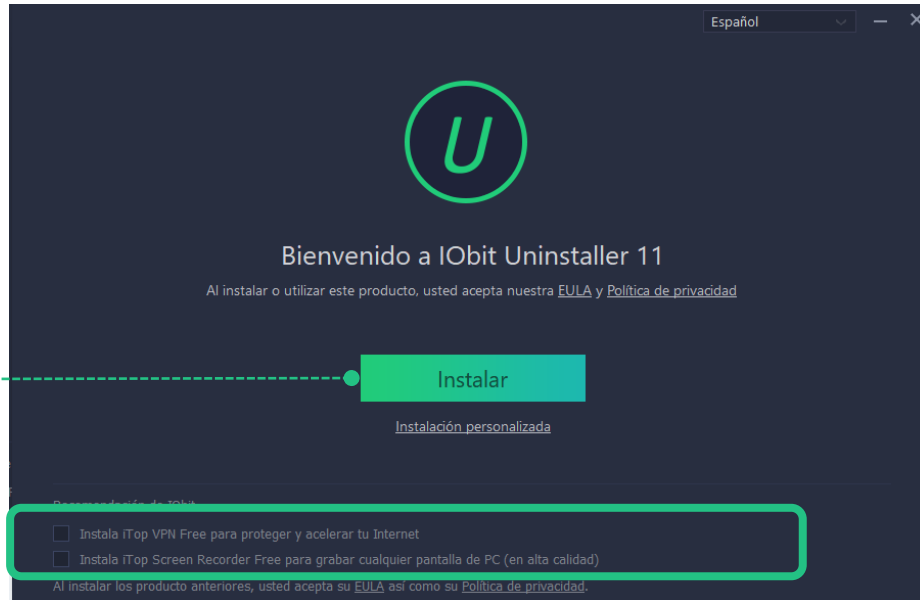 Español
U
Bienvenido a IObit Uninstaller 11
Al instalar o utilizar este producto, usted acepta nuestra EULA y Política de privacidad
Instalar
Instalación personalizada
Recomendación de IObit
Instala iTop VPN Free para proteger y acelerar tu Internet
Instala iTop Screen Recorder Free para grabar cualquier pantalla de PC (en alta calidad)
Al instalar los producto anteriores, usted acepta su EULA así como su Política de privacidad.